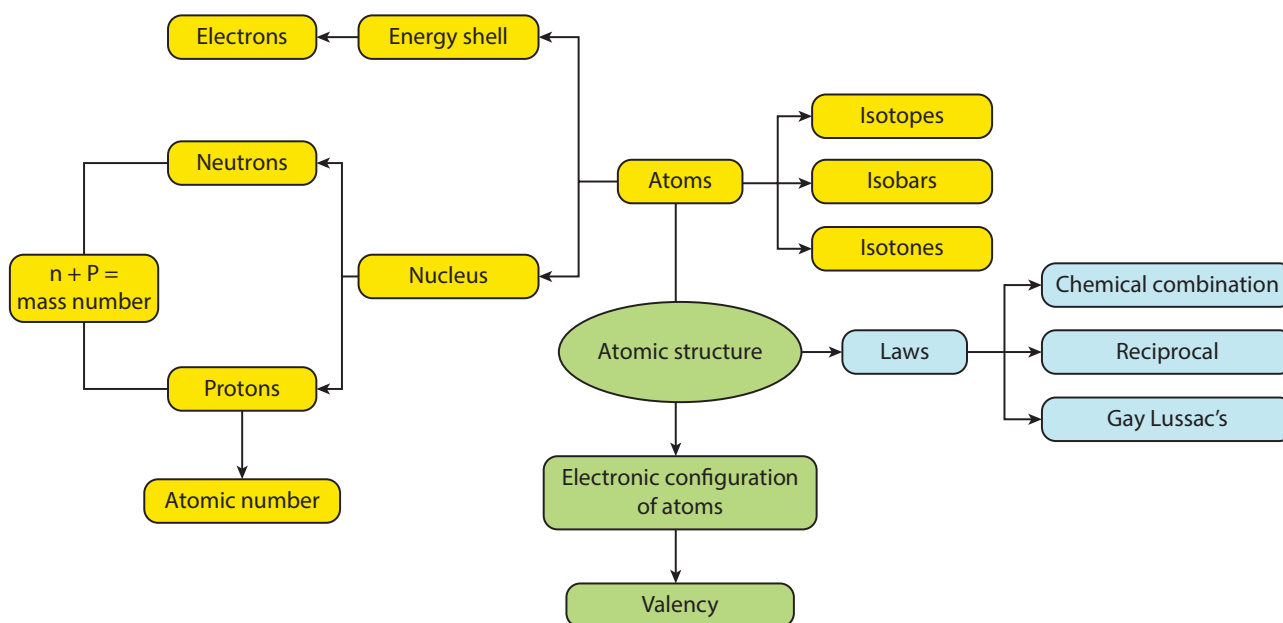 Electrons
Energy shell
Isotopes
Neutrons
Atoms
Isobars
Isotones
n + P =
mass number
Nucleus
Chemical combination
Atomic structure
Laws
Reciprocal
Protons
Gay Lussac’s
Electronic configuration
of atoms
Atomic number
Valency